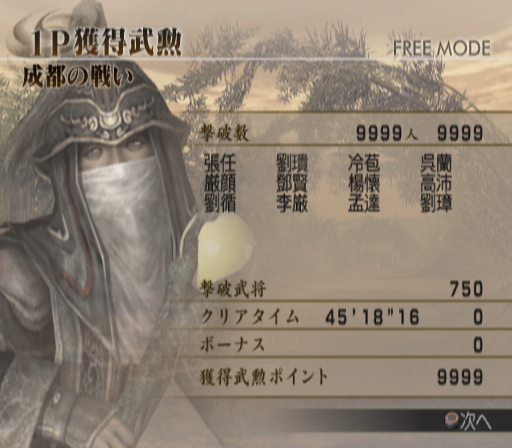 1P獲得武勲
FREE MODE
成都の戦い
撃破数 9999人 9999
張任 劉璝 冷苞 呉蘭
厳顔 鄧賢 楊懐 高沛
劉循 李厳 孟達 劉璋
撃破武将 750
クリアタイム 45'18"16 0
ボーナス 0
獲得武勲ポイント 9999
次へ